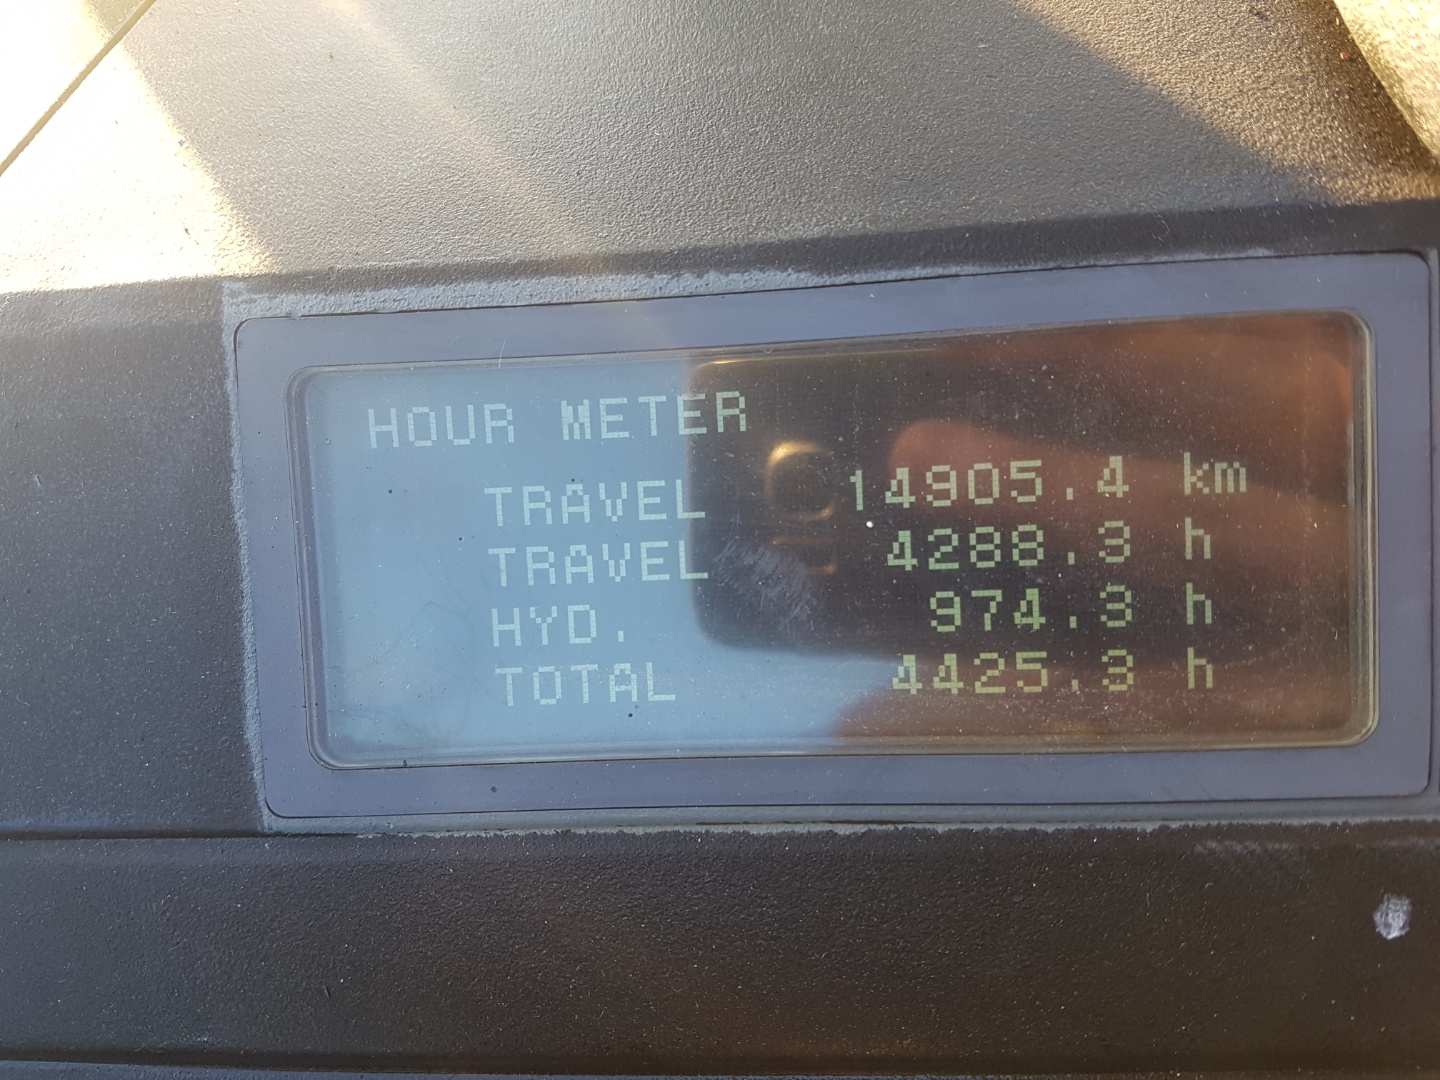 HOUR METER
TRAVEL 14905.4 km
TRAVEL 4288.3 h
HYD. 974.3 h
TOTAL 4425.3 h